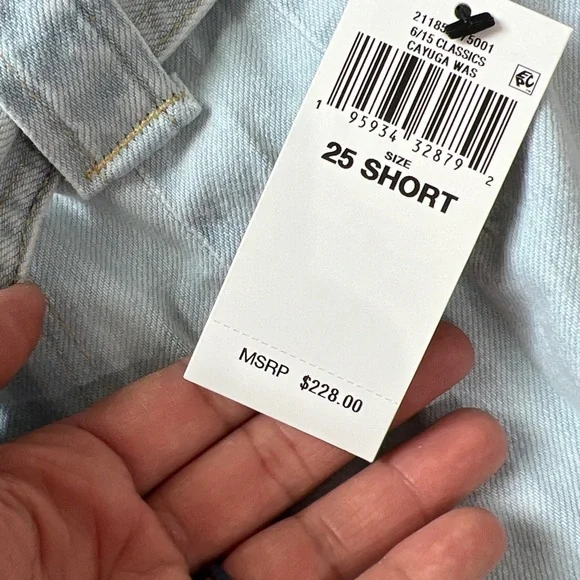 6/15 CLASSICS
CAYUGA WAS
1 95934 32879 2
SIZE
25 SHORT
MSRP $228.00